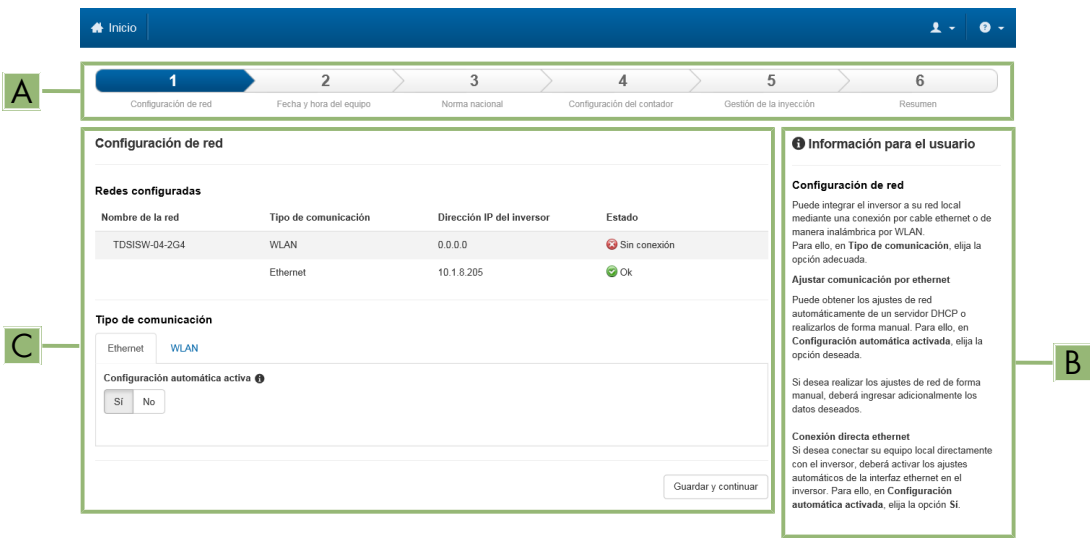 Inicio
A
1 2 3 4 5 6
Configuración de red Fecha y hora del equipo Norma nacional Configuración del contador Gestión de la inyección Resumen
C
Configuración de red
Redes configuradas
Nombre de la red Tipo de comunicación Dirección IP del inversor Estado
TDSISW-04-2G4 WLAN 0.0.0.0 Sin conexión
Ethernet 10.1.8.205 Ok
Tipo de comunicación
Ethernet WLAN
Configuración automática activa
Sí No
Guardar y continuar
B
Información para el usuario
Configuración de red
Puede integrar el inversor a su red local
mediante una conexión por cable ethernet o de
manera inalámbrica por WLAN.
Para ello, en Tipo de comunicación, elija la
opción adecuada.
Ajustar comunicación por ethernet
Puede obtener los ajustes de red
automáticamente de un servidor DHCP o
realizarlos de forma manual. Para ello, en
Configuración automática activada, elija la
opción deseada.
Si desea realizar los ajustes de red de forma
manual, deberá ingresar adicionalmente los
datos deseados.
Conexión directa ethernet
Si desea conectar su equipo local directamente
con el inversor, deberá activar los ajustes
automáticos de la interfaz ethernet en el
inversor. Para ello, en Configuración
automática activada, elija la opción Sí.